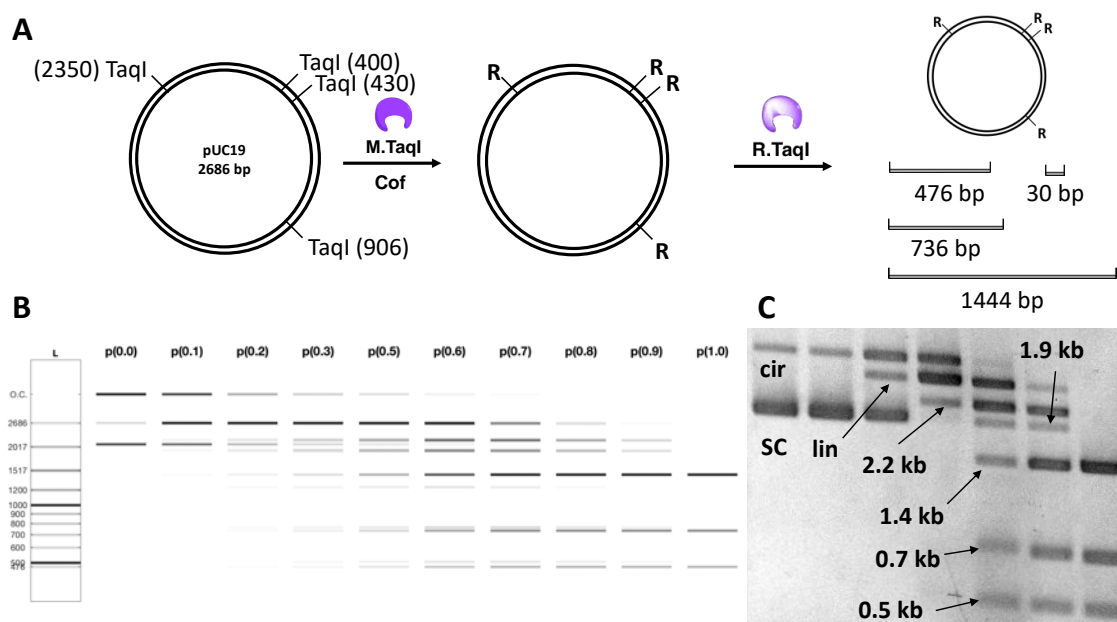 A
(2350) TaqI
TaqI (400)
TaqI (430)
pUC19
2686 bp
TaqI (906)
M.TaqI
Cof
R
R
R
R
R.TaqI
R
R
R
R
476 bp
30 bp
736 bp
1444 bp
B
L
p(0.0)
p(0.1)
p(0.2)
p(0.3)
p(0.5)
p(0.6)
p(0.7)
p(0.8)
p(0.9)
p(1.0)
O.C.
2686
2017
1517
1200
1000
900
800
700
600
500
476
C
cir
SC
lin
2.2 kb
1.9 kb
1.4 kb
0.7 kb
0.5 kb